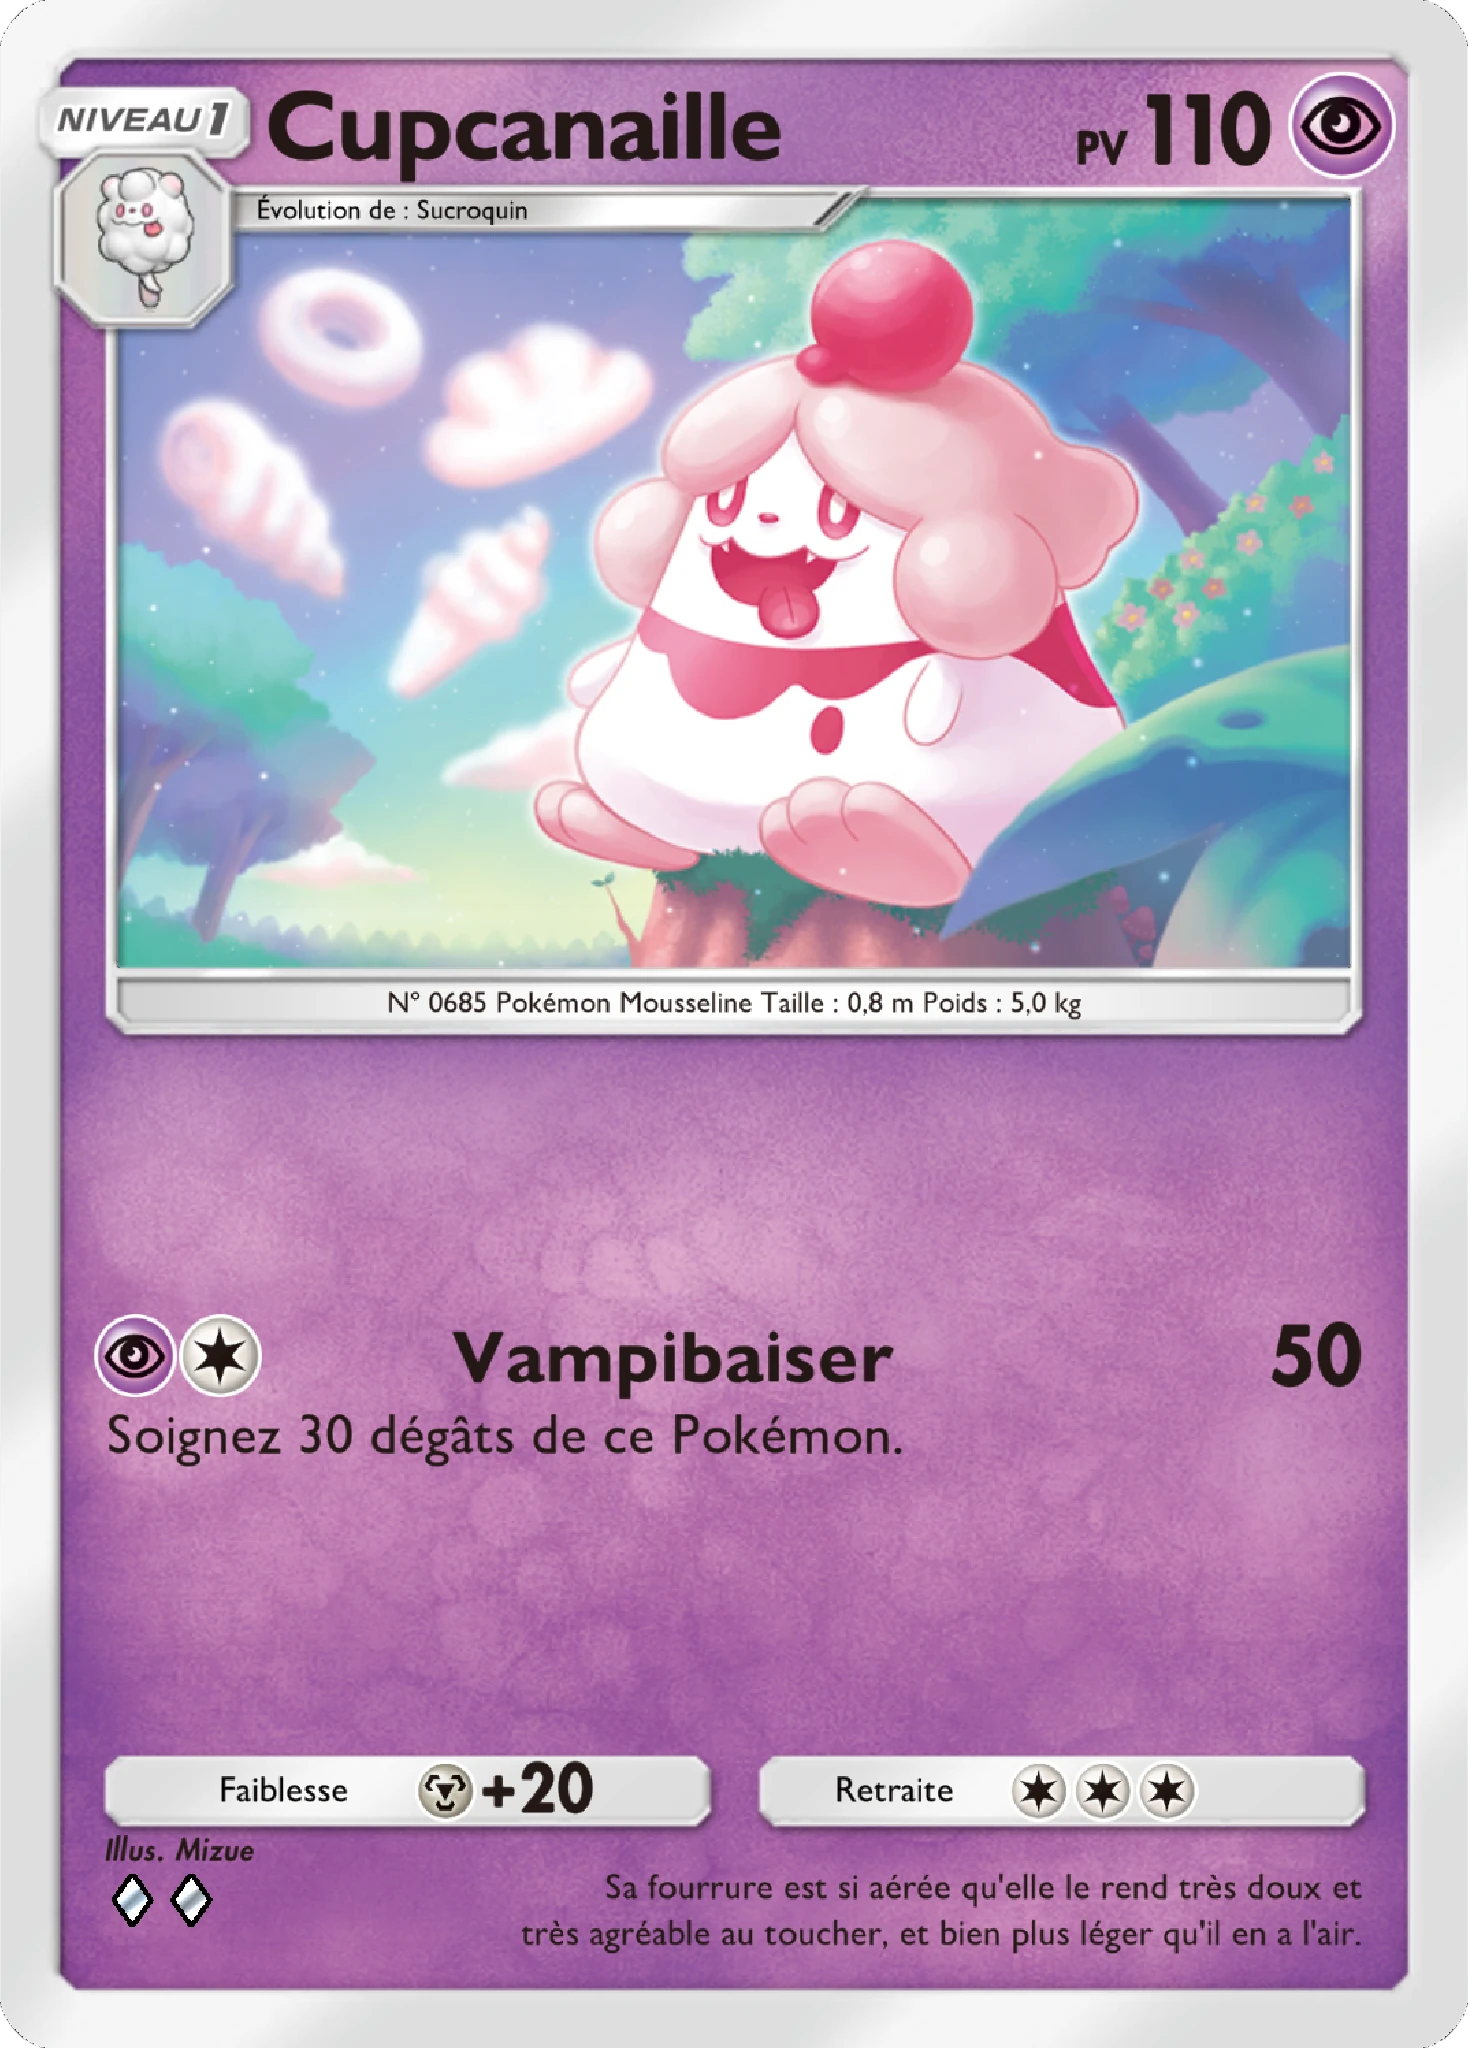 NIVEAU 1
Cupcanaille
PV 110
Évolution de : Sucroquin
N° 0685 Pokémon Mousseline Taille : 0,8 m Poids : 5,0 kg
Vampibaiser 50
Soignez 30 dégâts de ce Pokémon.
Faiblesse +20
Retraite
Illus. Mizue
Sa fourrure est si aérée qu'elle le rend très doux et
très agréable au toucher, et bien plus léger qu'il en a l'air.